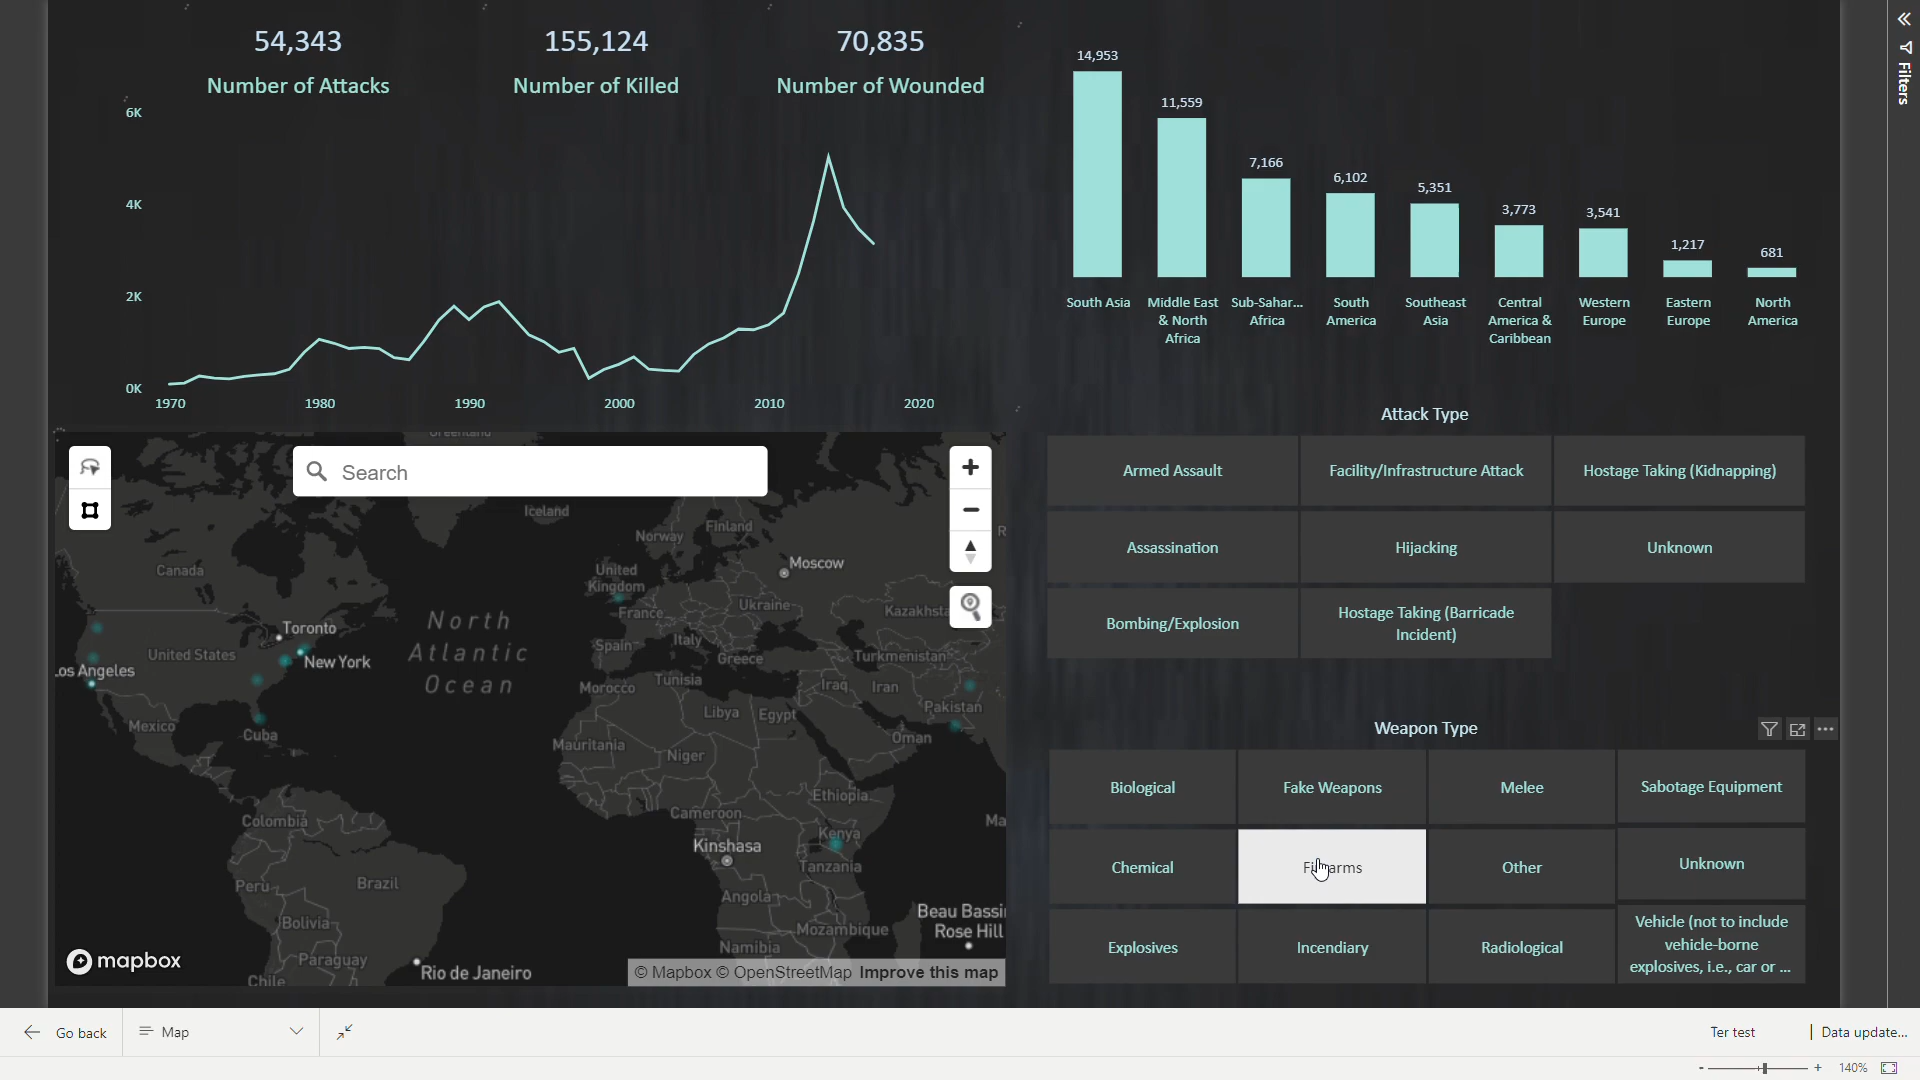 54,343
Number of Attacks
155,124
Number of Killed
70,835
Number of Wounded
6K
4K
2K
0K
1970
1980
1990
2000
2010
2020
14,953
11,559
7,166
6,102
5,351
3,773
3,541
1,217
681
South Asia
Middle East
& North
Africa
Sub-Sahar...
Africa
South
America
Southeast
Asia
Central
America &
Caribbean
Western
Europe
Eastern
Europe
North
America
Filters
Search
Greenland
Iceland
Finland
Norway
Moscow
United
Kingdom
Canada
Ukraine
Kazakhsta
France
Toronto
North
Atlantic
Ocean
United States
New York
Los Angeles
Spain
Italy
Greece
Turkmenistan
Morocco
Tunisia
Iraq
Iran
Pakistan
Libya
Egypt
Mexico
Cuba
Oman
Mauritania
Niger
Ethiopia
Cameroon
Colombia
Kenya
Ma
Kinshasa
Tanzania
Peru
Brazil
Angola
Beau Bassi
Rose Hill
Bolivia
Mozambique
Namibia
Paraguay
Chile
Rio de Janeiro
mapbox
© Mapbox © OpenStreetMap Improve this map
Attack Type
Armed Assault
Facility/Infrastructure Attack
Hostage Taking (Kidnapping)
Assassination
Hijacking
Unknown
Bombing/Explosion
Hostage Taking (Barricade
Incident)
Weapon Type
Biological
Fake Weapons
Melee
Sabotage Equipment
Chemical
Firearms
Other
Unknown
Explosives
Incendiary
Radiological
Vehicle (not to include
vehicle-borne
explosives, i.e., car or ...
Go back
Map
Ter test
Data update...
140%